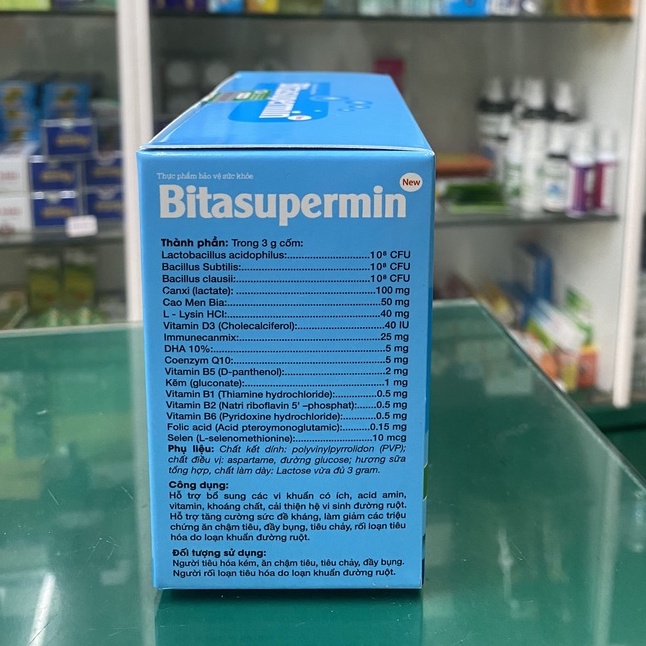 Bitasupermin
Thực phẩm bảo vệ sức khỏe
Bitasupermin New
Thành phần: Trong 3 g cốm:
Lactobacillus acidophilus:..................10⁸ CFU
Bacillus Subtilis:..................10⁸ CFU
Bacillus clausii:..................10⁸ CFU
Canxi (lactate):..................100 mg
Cao Men Bia:..................50 mg
L - Lysin HCl:..................40 mg
Vitamin D3 (Cholecalciferol):..................40 IU
Immunecanmix:..................25 mg
DHA 10%:..................5 mg
Coenzym Q10:..................5 mg
Vitamin B5 (D-panthenol):..................2 mg
Kẽm (gluconate):..................1 mg
Vitamin B1 (Thiamine hydrochloride):...........0.5 mg
Vitamin B2 (Natri riboflavin 5' –phosphat):.....0.5 mg
Vitamin B6 (Pyridoxine hydrochloride):........0.5 mg
Folic acid (Acid pteroymonoglutamic):.......0.15 mg
Selen (L-selenomethionine):..................10 mcg
Phụ liệu: Chất kết dính: polyvinylpyrrolidon (PVP);
chất điều vị: aspartame, đường glucose; hương sữa
tổng hợp, chất làm dày: Lactose vừa đủ 3 gram.
Công dụng:
Hỗ trợ bổ sung các vi khuẩn có ích, acid amin,
vitamin, khoáng chất, cải thiện hệ vi sinh đường ruột.
Hỗ trợ tăng cường sức đề kháng, làm giảm các triệu
chứng ăn chậm tiêu, đầy bụng, tiêu chảy, rối loạn tiêu
hóa do loạn khuẩn đường ruột.
Đối tượng sử dụng:
Người tiêu hóa kém, ăn chậm tiêu, tiêu chảy, đầy bụng.
Người rối loạn tiêu hóa do loạn khuẩn đường ruột.